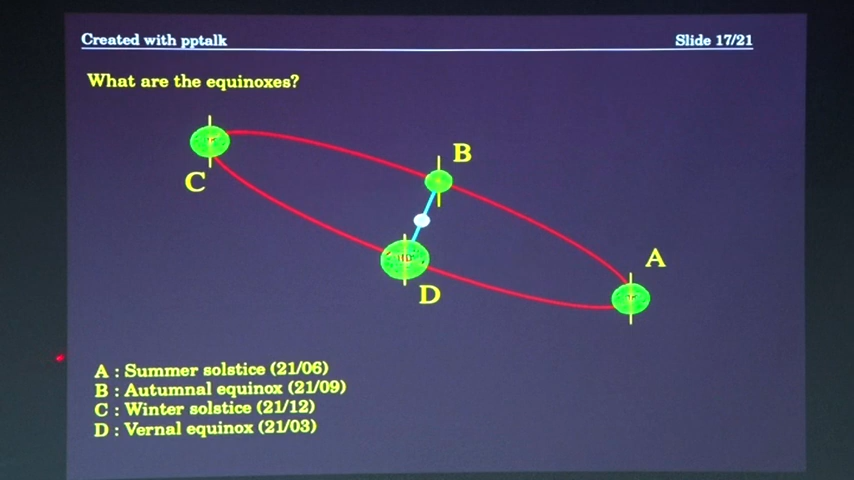 Created with pptalk
Slide 17/21
What are the equinoxes?
B
C
A
D
A : Summer solstice (21/06)
B : Autumnal equinox (21/09)
C : Winter solstice (21/12)
D : Vernal equinox (21/03)